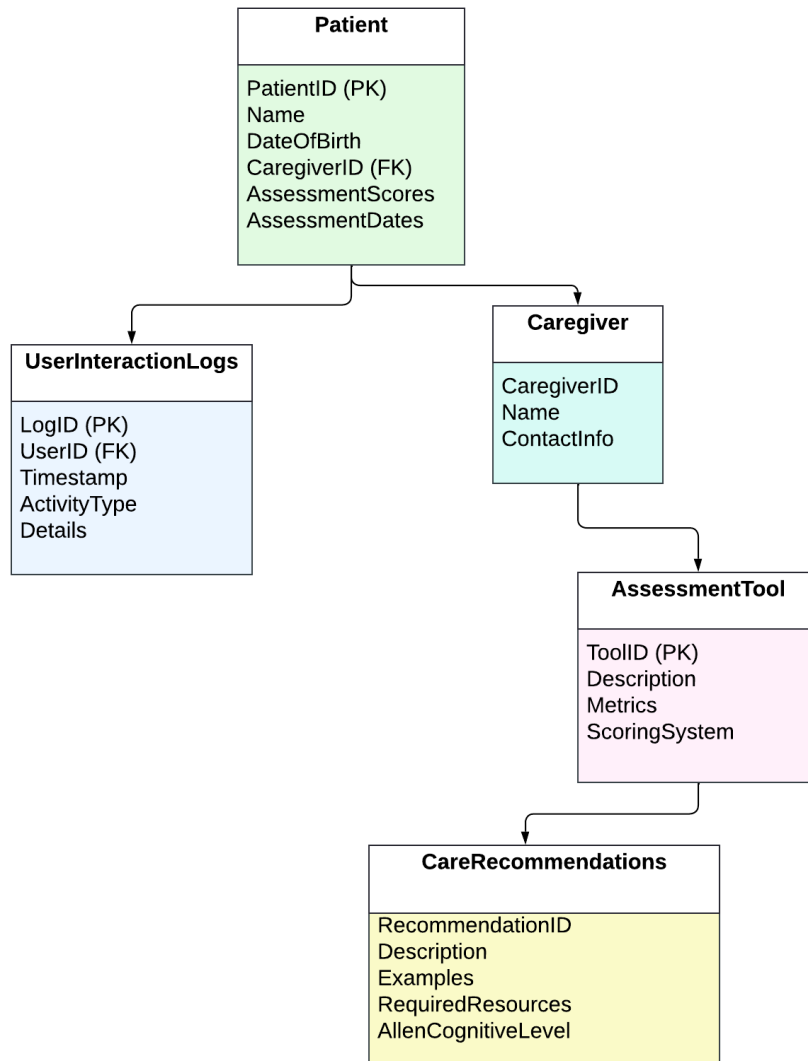 Patient
PatientID (PK)
Name
DateOfBirth
CaregiverID (FK)
AssessmentScores
AssessmentDates
UserInteractionLogs
LogID (PK)
UserID (FK)
Timestamp
ActivityType
Details
Caregiver
CaregiverID
Name
ContactInfo
AssessmentTool
ToolID (PK)
Description
Metrics
ScoringSystem
CareRecommendations
RecommendationID
Description
Examples
RequiredResources
AllenCognitiveLevel